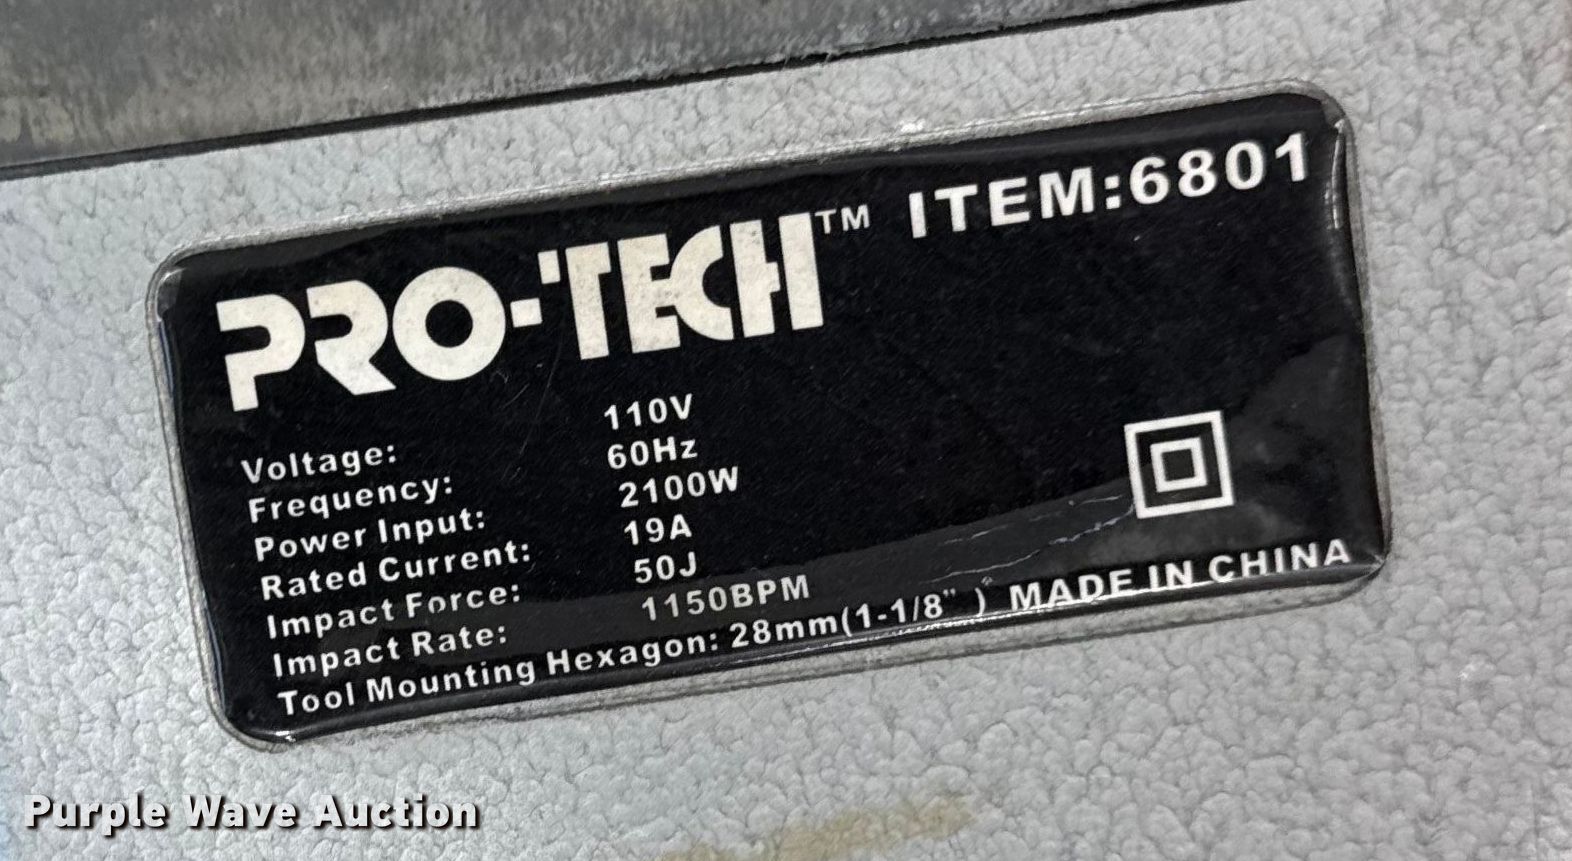 PRO-TECH™ ITEM:6801
Voltage: 110V
Frequency: 60Hz
Power Input: 2100W
Rated Current: 19A
Impact Force: 50J
Impact Rate: 1150BPM
Tool Mounting Hexagon: 28mm(1-1/8" ) MADE IN CHINA
Purple Wave Auction